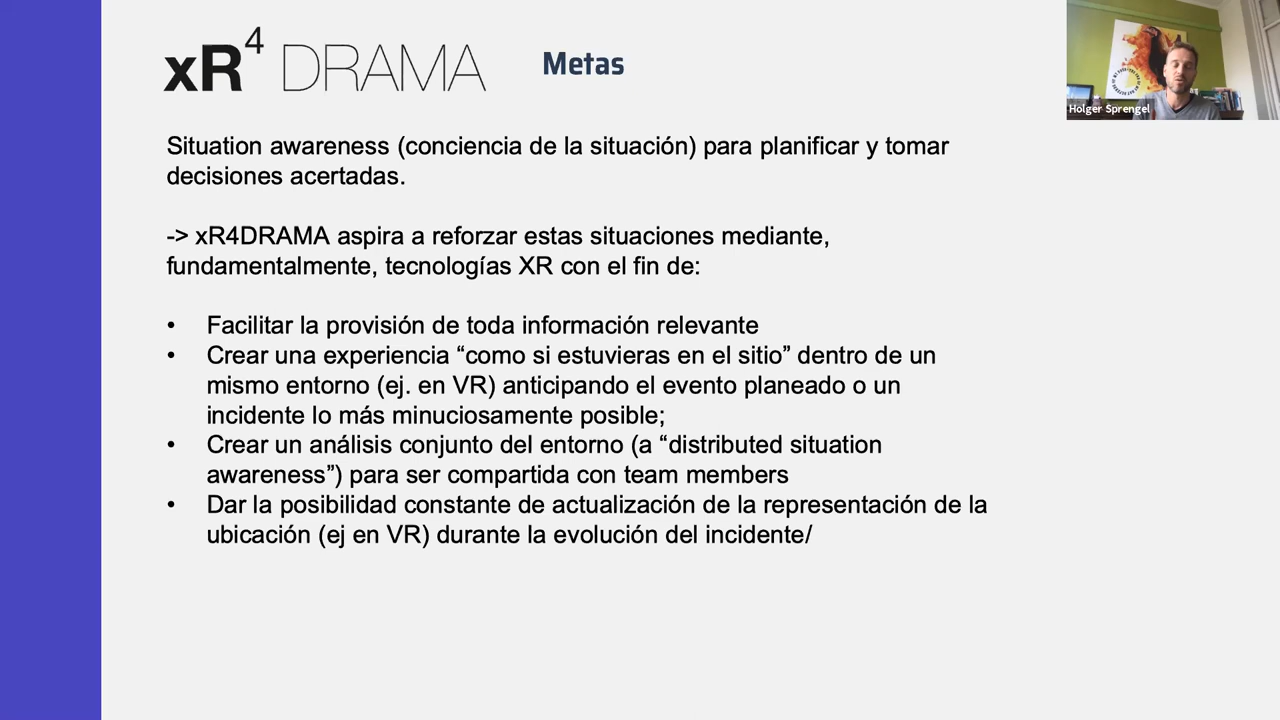 xR4 DRAMA
Metas
Holger Sprengel
Situation awareness (conciencia de la situación) para planificar y tomar
decisiones acertadas.
-> xR4DRAMA aspira a reforzar estas situaciones mediante,
fundamentalmente, tecnologías XR con el fin de:
• Facilitar la provisión de toda información relevante
• Crear una experiencia “como si estuvieras en el sitio” dentro de un
mismo entorno (ej. en VR) anticipando el evento planeado o un
incidente lo más minuciosamente posible;
• Crear un análisis conjunto del entorno (a “distributed situation
awareness”) para ser compartida con team members
• Dar la posibilidad constante de actualización de la representación de la
ubicación (ej en VR) durante la evolución del incidente/